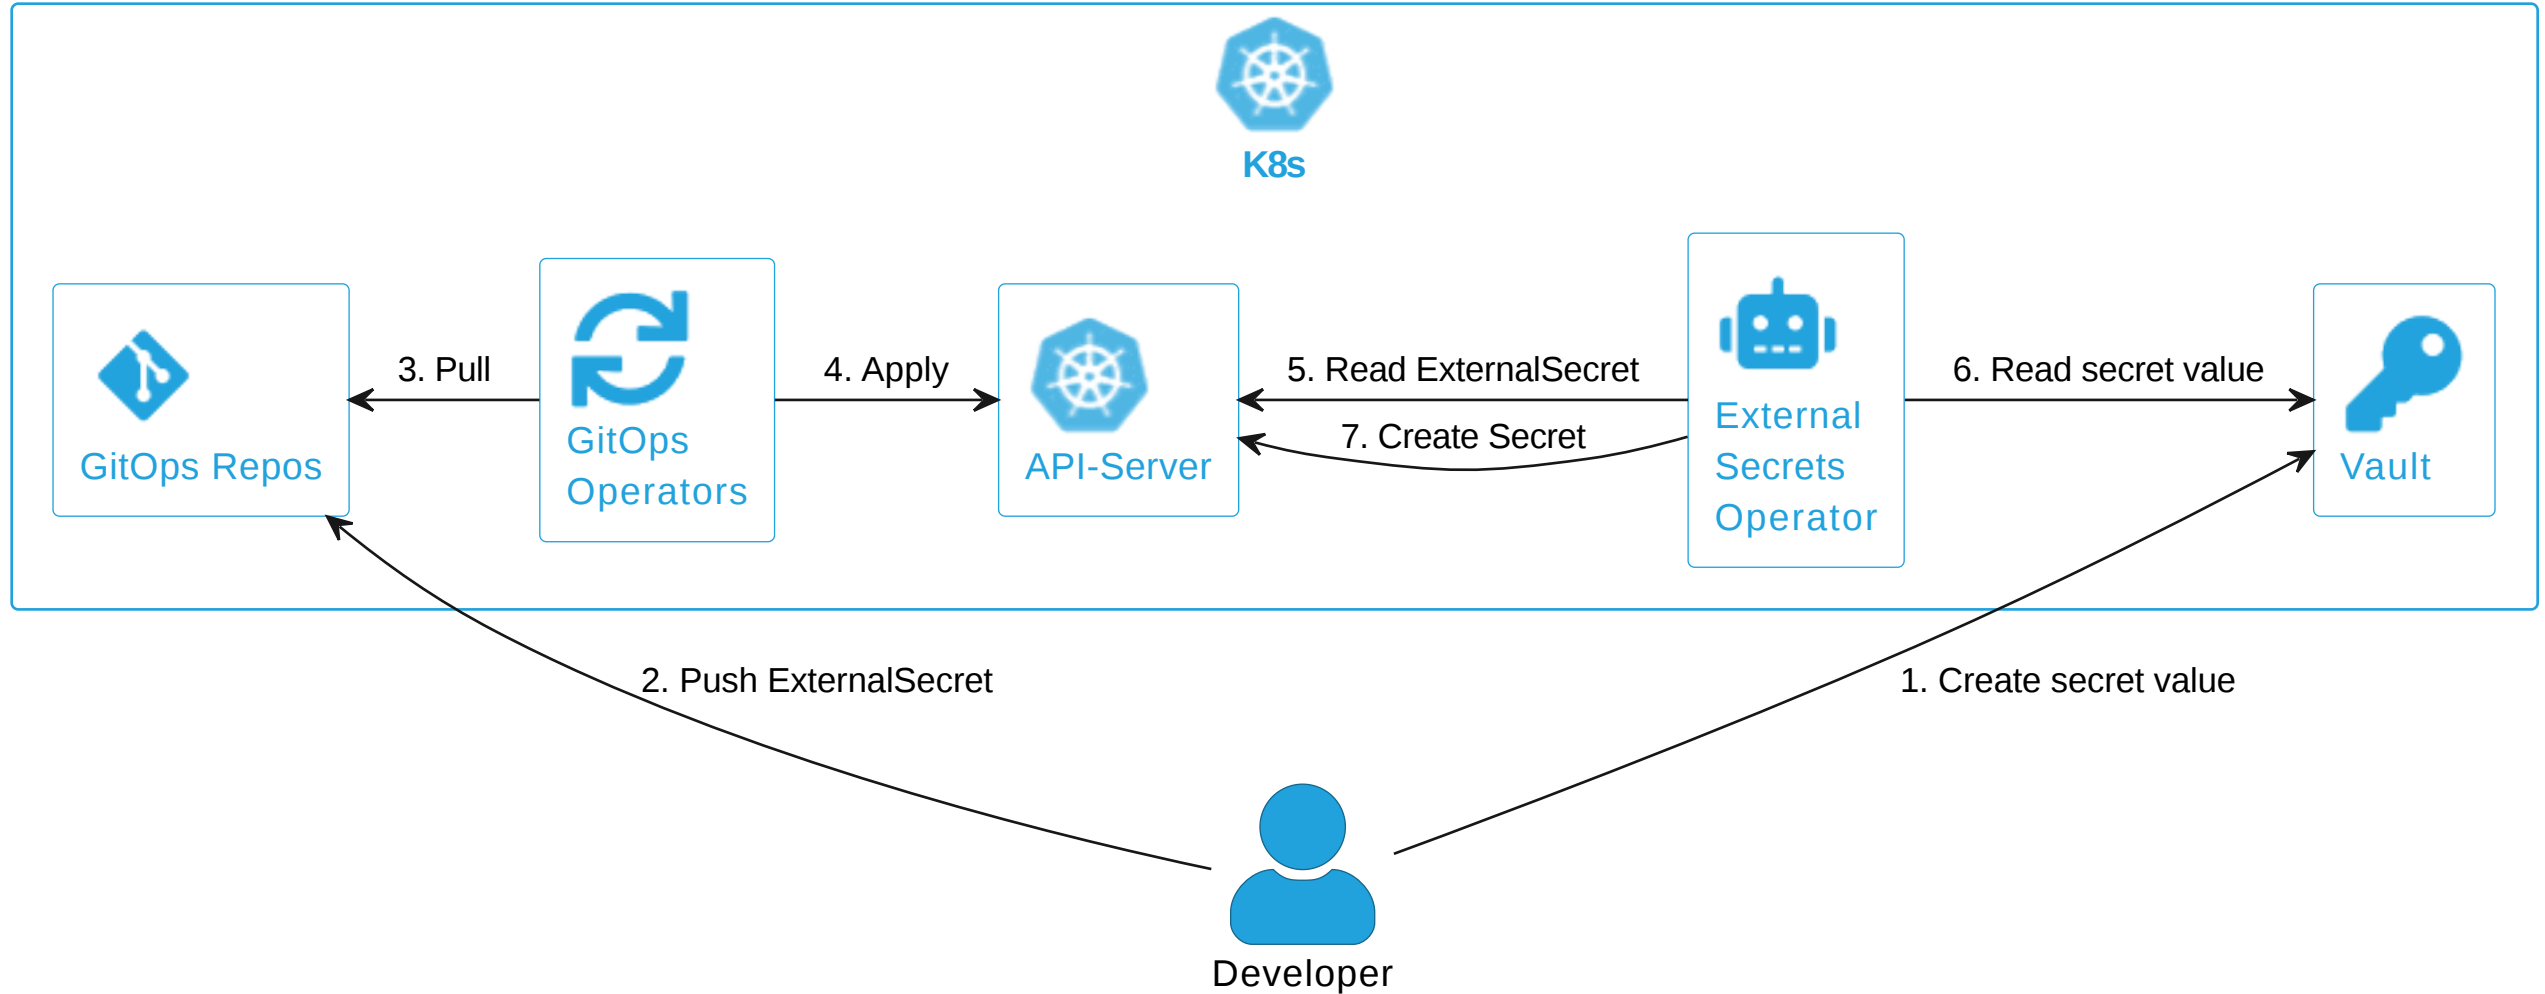 K8s
3. Pull
4. Apply
5. Read ExternalSecret
6. Read secret value
7. Create Secret
GitOps Repos
GitOps
Operators
API-Server
External
Secrets
Operator
Vault
2. Push ExternalSecret
1. Create secret value
Developer